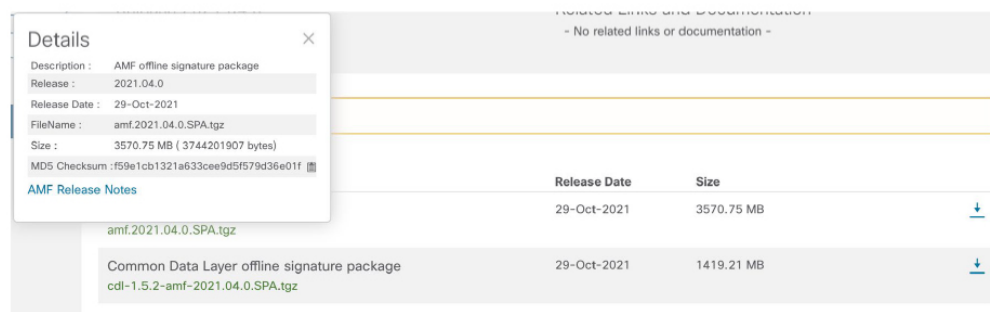 Related Links and Documentation
- No related links or documentation -
Details
Description : AMF offline signature package
Release : 2021.04.0
Release Date : 29-Oct-2021
FileName : amf.2021.04.0.SPA.tgz
Size : 3570.75 MB ( 3744201907 bytes)
MD5 Checksum :f59e1cb1321a633cee9d5f579d36e01f
AMF Release Notes
Release Date Size
29-Oct-2021 3570.75 MB
amf.2021.04.0.SPA.tgz
Common Data Layer offline signature package 29-Oct-2021 1419.21 MB
cdl-1.5.2-amf-2021.04.0.SPA.tgz